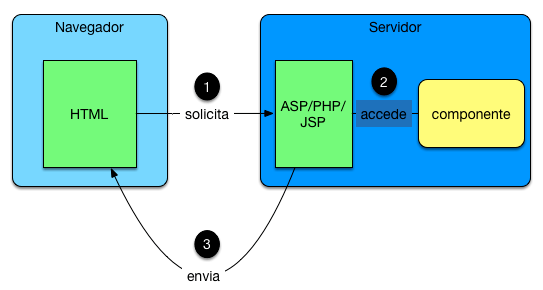 Navegador
Servidor
HTML
1
solicita
ASP/PHP/
JSP
2
accede
componente
3
envia